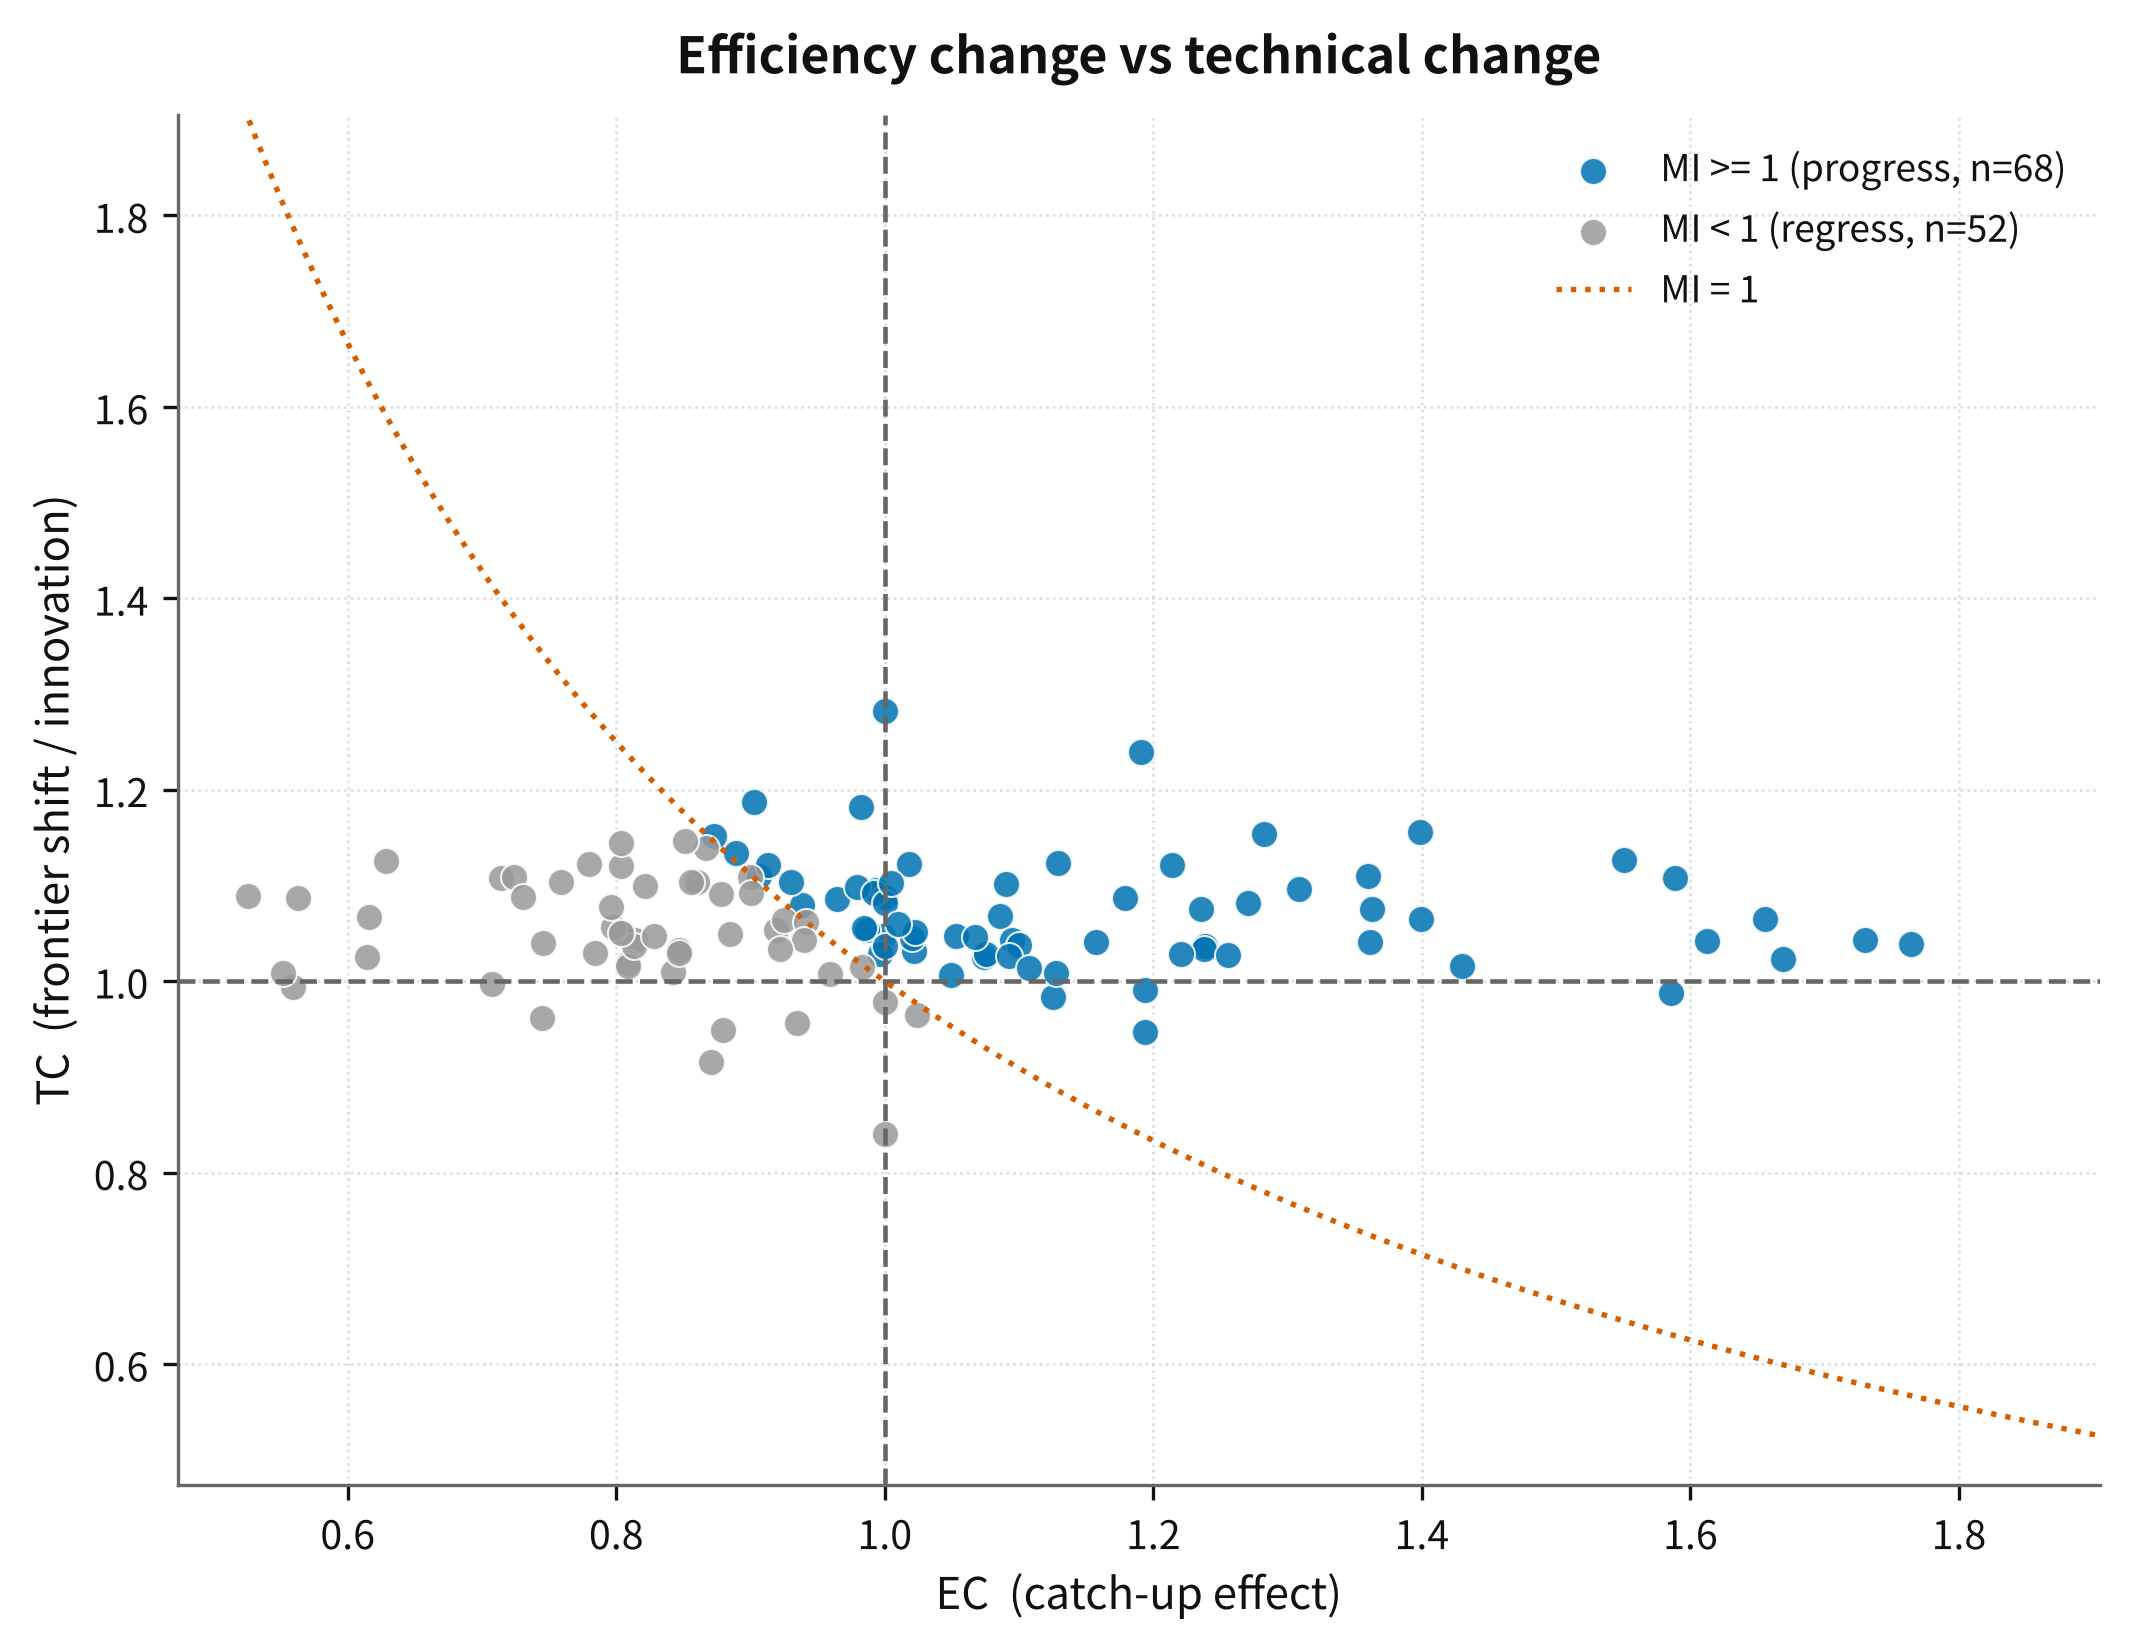 Efficiency change vs technical change
MI >= 1 (progress, n=68)
MI < 1 (regress, n=52)
MI = 1
TC (frontier shift / innovation)
1.8
1.6
1.4
1.2
1.0
0.8
0.6
0.6 0.8 1.0 1.2 1.4 1.6 1.8
EC (catch-up effect)